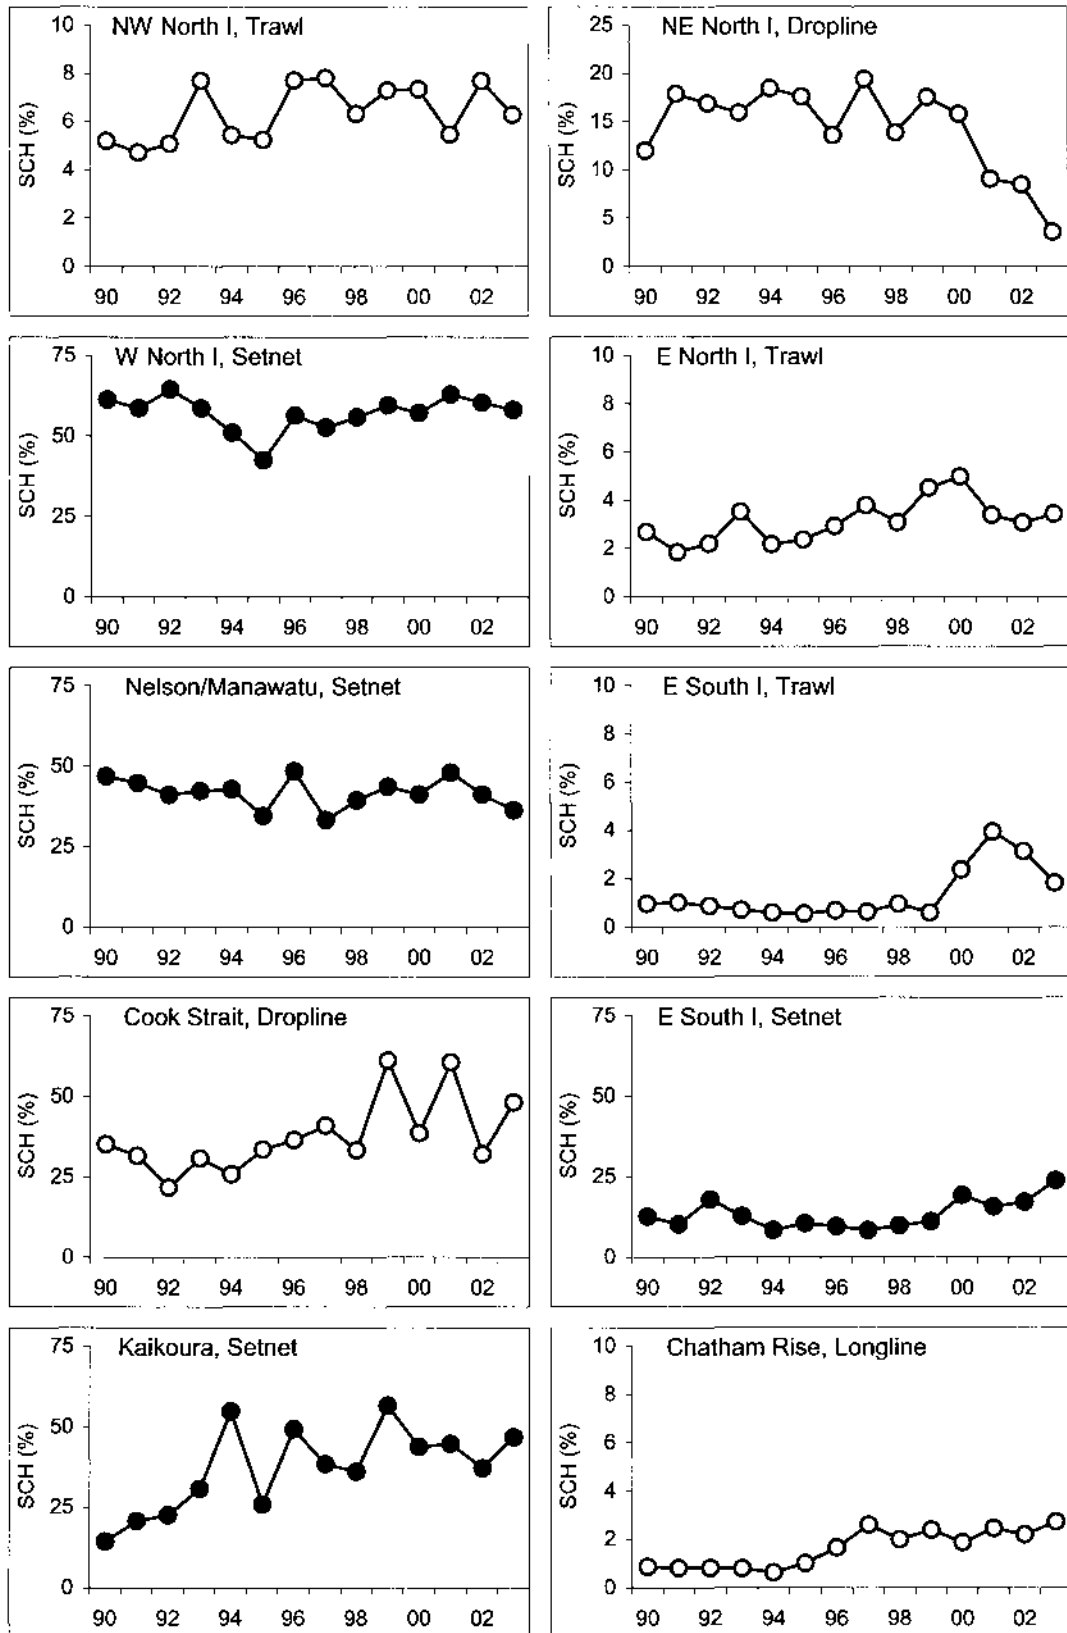 NW North I, Trawl
SCH (%)
10
8
6
4
2
0
90 92 94 96 98 00 02
NE North I, Dropline
SCH (%)
25
20
15
10
5
0
90 92 94 96 98 00 02
W North I, Setnet
SCH (%)
75
50
25
0
90 92 94 96 98 00 02
E North I, Trawl
SCH (%)
10
8
6
4
2
0
90 92 94 96 98 00 02
Nelson/Manawatu, Setnet
SCH (%)
75
50
25
0
90 92 94 96 98 00 02
E South I, Trawl
SCH (%)
10
8
6
4
2
0
90 92 94 96 98 00 02
Cook Strait, Dropline
SCH (%)
75
50
25
0
90 92 94 96 98 00 02
E South I, Setnet
SCH (%)
75
50
25
0
90 92 94 96 98 00 02
Kaikoura, Setnet
SCH (%)
75
50
25
0
90 92 94 96 98 00 02
Chatham Rise, Longline
SCH (%)
10
8
6
4
2
0
90 92 94 96 98 00 02